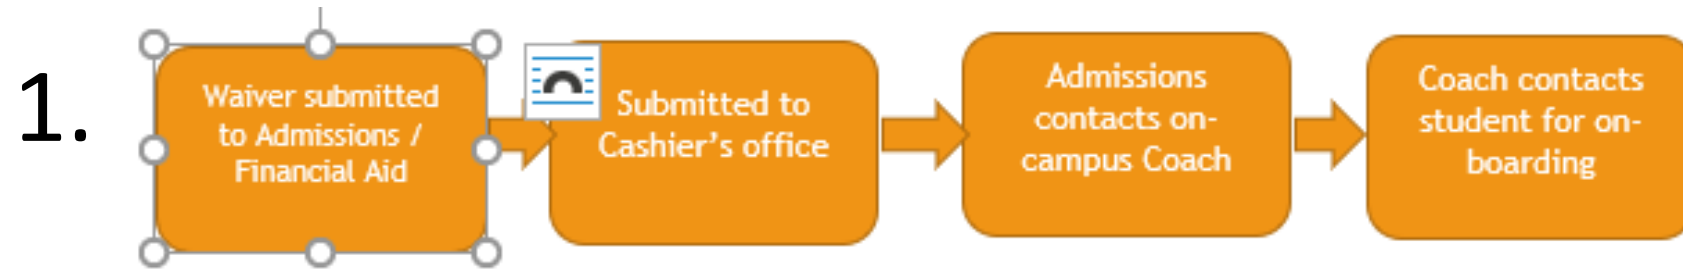 1.
Waiver submitted
to Admissions /
Financial Aid
Submitted to
Cashier's office
Admissions
contacts on-
campus Coach
Coach contacts
student for on-
boarding